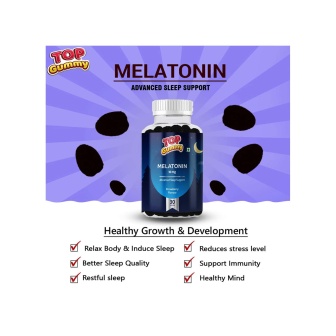 TOP
Gummy
MELATONIN
ADVANCED SLEEP SUPPORT
TOP
Gummy
MELATONIN
30
Healthy Growth & Development
Relax Body & Induce Sleep
Reduces stress level
Better Sleep Quality
Support Immunity
Restful sleep
Healthy Mind